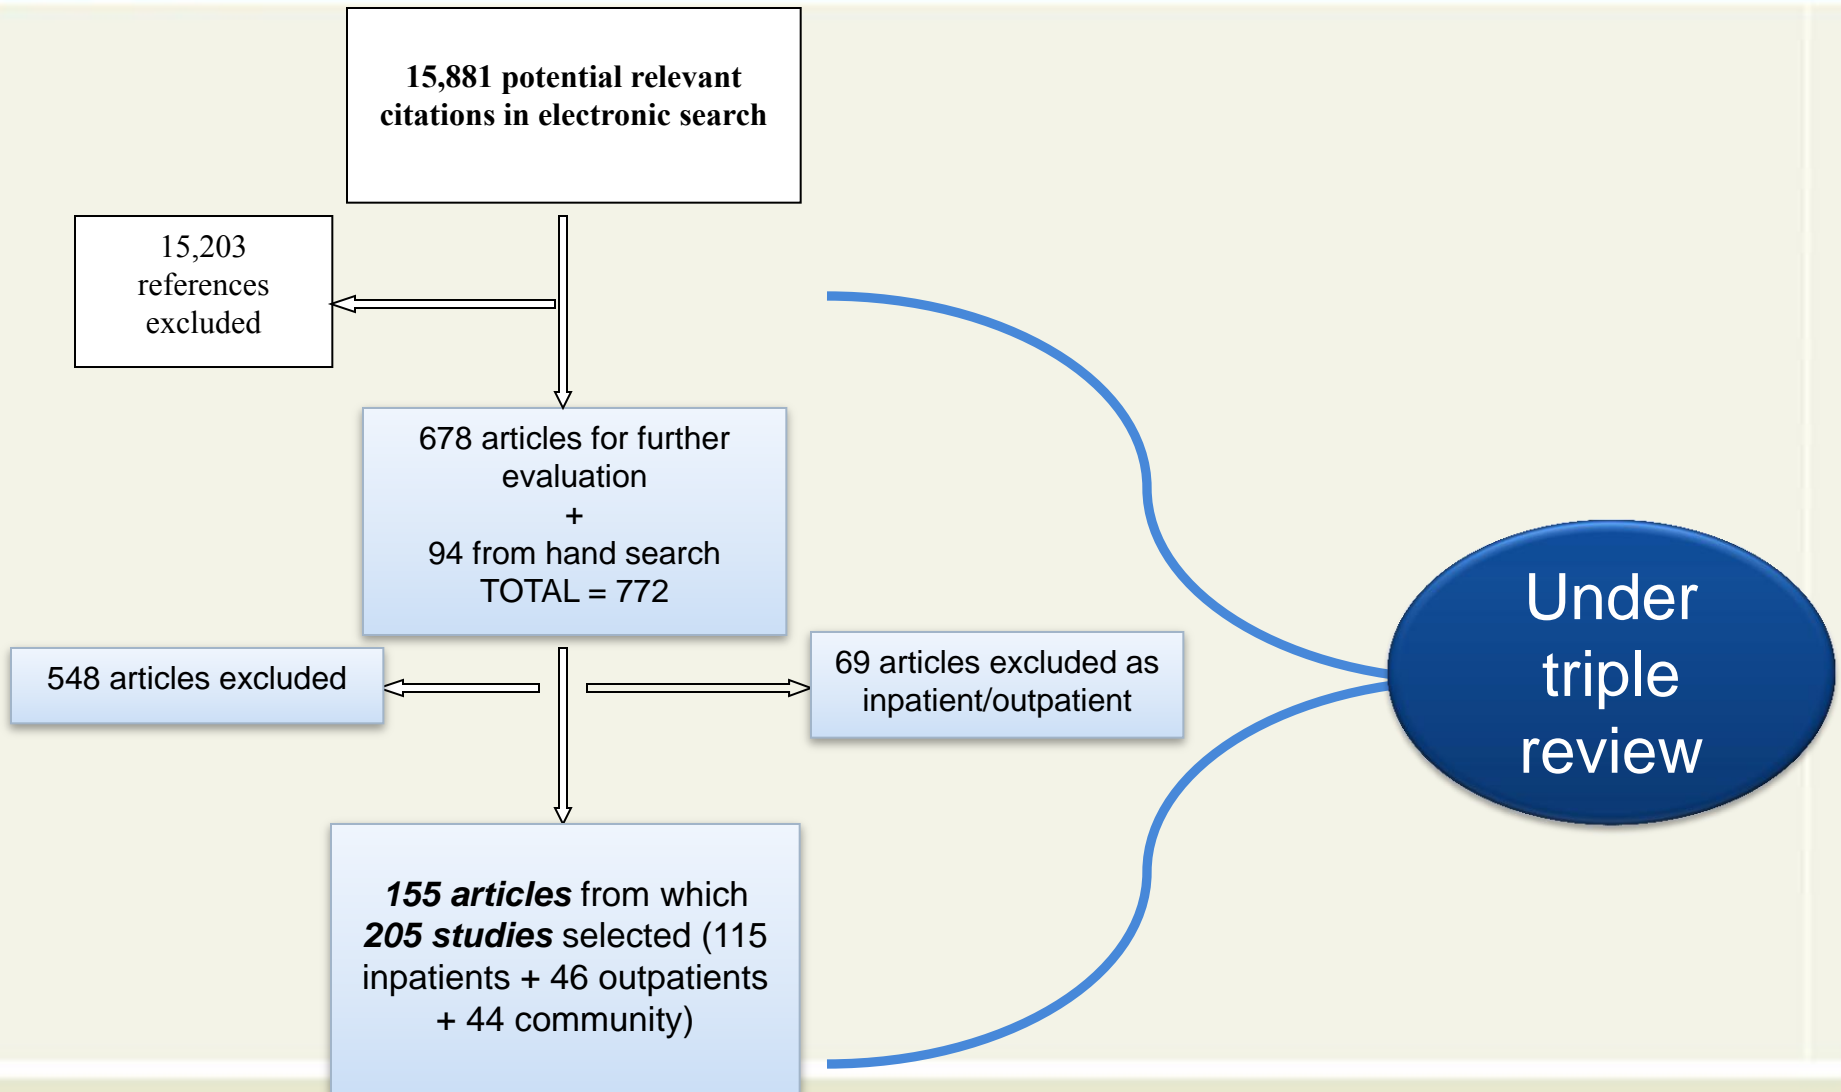 15,881 potential relevant
citations in electronic search
15,203
references
excluded
678 articles for further
evaluation
+
94 from hand search
TOTAL = 772
548 articles excluded
69 articles excluded as
inpatient/outpatient
155 articles from which
205 studies selected (115
inpatients + 46 outpatients
+ 44 community)
Under
triple
review